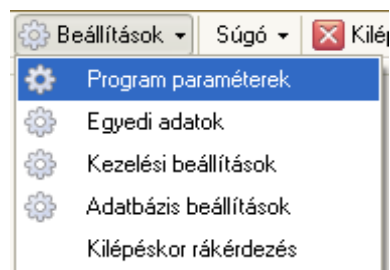 Beállítások Súgó
Program paraméterek
Egyedi adatok
Kezelési beállítások
Adatbázis beállítások
Kilépéskor rákérdezés